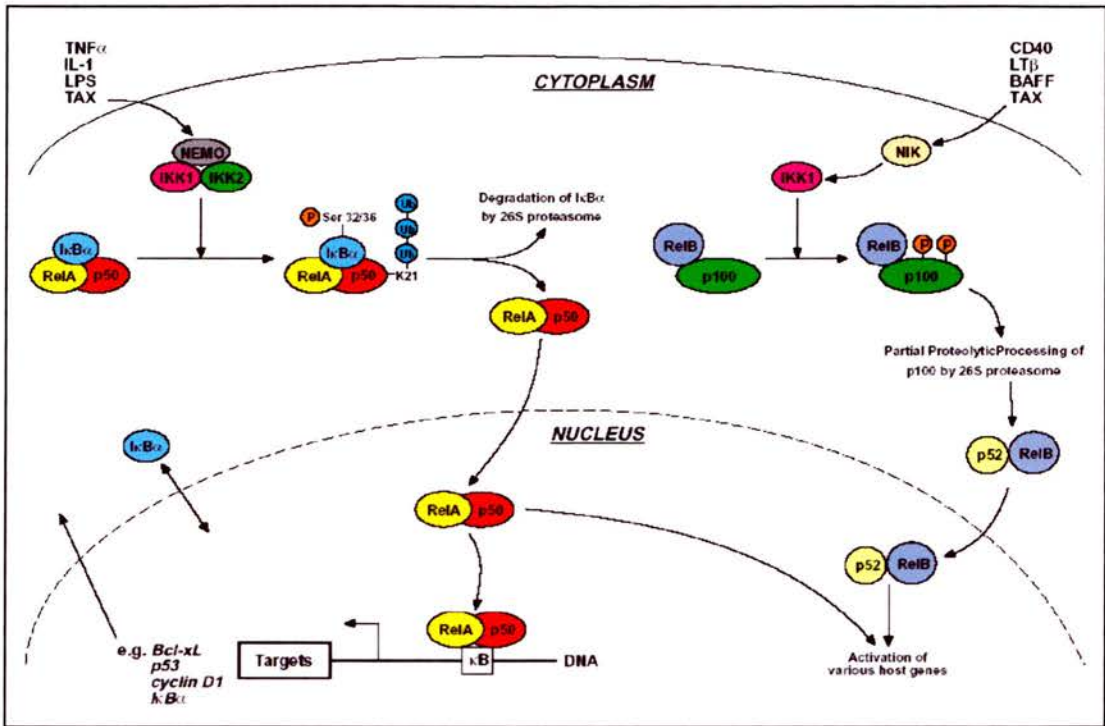 TNFα
IL-1
LPS
TAX
CD40
LTβ
BAFF
TAX
CYTOPLASM
NEMO
IKK1
IKK2
NIK
IKK1
P
Ser 32/36
Ub
Ub
Ub
K21
Degradation of IκBα
by 26S proteasome
IκBα
RelA
p50
IκBα
RelA
p50
RelB
p100
RelB
P
P
p100
RelA
p50
Partial ProteolyticProcessing of
p100 by 26S proteasome
NUCLEUS
IκBα
p52
RelB
RelA
p50
p52
RelB
RelA
p50
κB
DNA
Targets
e.g. Bcl-xL
p53
cyclin D1
IκBα
Activation of
various host genes